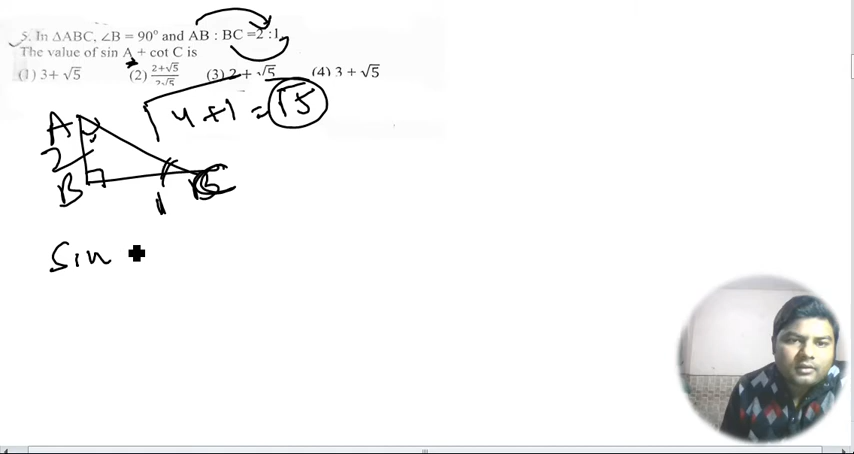 5. In ΔABC, ∠B = 90° and AB : BC =2 :1,
The value of sin A + cot C is
(1) 3+ √5 (2) (2+√5)/(2√5) (3) 2 + √5 (4) 3 + √5
√4+1 = √5
A
2
B
1
C
Sin